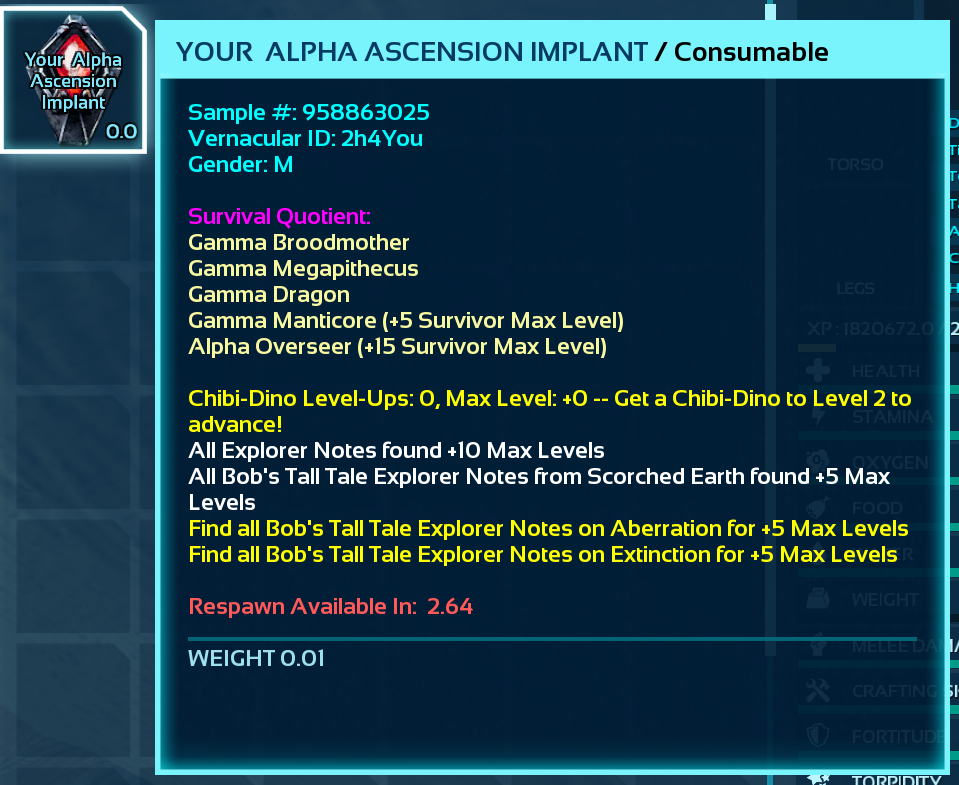 Your Alpha
Ascension
Implant
0.0
YOUR ALPHA ASCENSION IMPLANT / Consumable
Sample #: 958863025
Vernacular ID: 2h4You
Gender: M
Survival Quotient:
Gamma Broodmother
Gamma Megapithecus
Gamma Dragon
Gamma Manticore (+5 Survivor Max Level)
Alpha Overseer (+15 Survivor Max Level)
Chibi-Dino Level-Ups: 0, Max Level: +0 -- Get a Chibi-Dino to Level 2 to
advance!
All Explorer Notes found +10 Max Levels
All Bob's Tall Tale Explorer Notes from Scorched Earth found +5 Max
Levels
Find all Bob's Tall Tale Explorer Notes on Aberration for +5 Max Levels
Find all Bob's Tall Tale Explorer Notes on Extinction for +5 Max Levels
Respawn Available In: 2.64
WEIGHT 0.01
TORSO
LEGS
XP: 1820672.0 / 2
HEALTH
STAMINA
OXYGEN
FOOD
WEIGHT
MELEE DAMA
CRAFTING SK
FORTITUDE
TORPIDITY